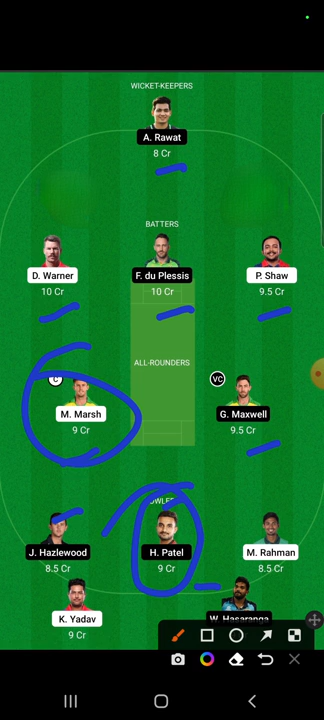 WICKET-KEEPERS
A. Rawat
8 Cr
BATTERS
D. Warner
F. du Plessis
P. Shaw
10 Cr
10 Cr
9.5 Cr
ALL-ROUNDERS
C
VC
M. Marsh
G. Maxwell
9 Cr
9.5 Cr
J. Hazlewood
H. Patel
M. Rahman
8.5 Cr
9 Cr
8.5 Cr
K. Yadav
W. Hasaranga
9 Cr